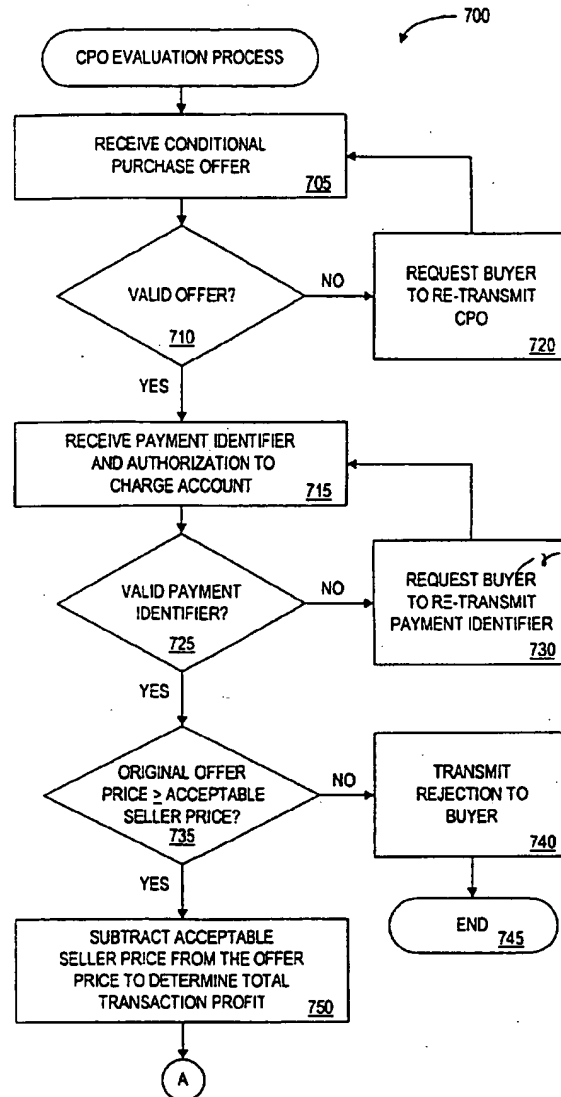 700
CPO EVALUATION PROCESS
RECEIVE CONDITIONAL
PURCHASE OFFER
705
VALID OFFER?
710
NO
REQUEST BUYER
TO RE-TRANSMIT
CPO
720
YES
RECEIVE PAYMENT IDENTIFIER
AND AUTHORIZATION TO
CHARGE ACCOUNT
715
VALID PAYMENT
IDENTIFIER?
725
NO
REQUEST BUYER
TO RE-TRANSMIT
PAYMENT IDENTIFIER
730
YES
ORIGINAL OFFER
PRICE ≥ ACCEPTABLE
SELLER PRICE?
735
NO
TRANSMIT
REJECTION TO
BUYER
740
END
745
YES
SUBTRACT ACCEPTABLE
SELLER PRICE FROM THE OFFER
PRICE TO DETERMINE TOTAL
TRANSACTION PROFIT
750
A